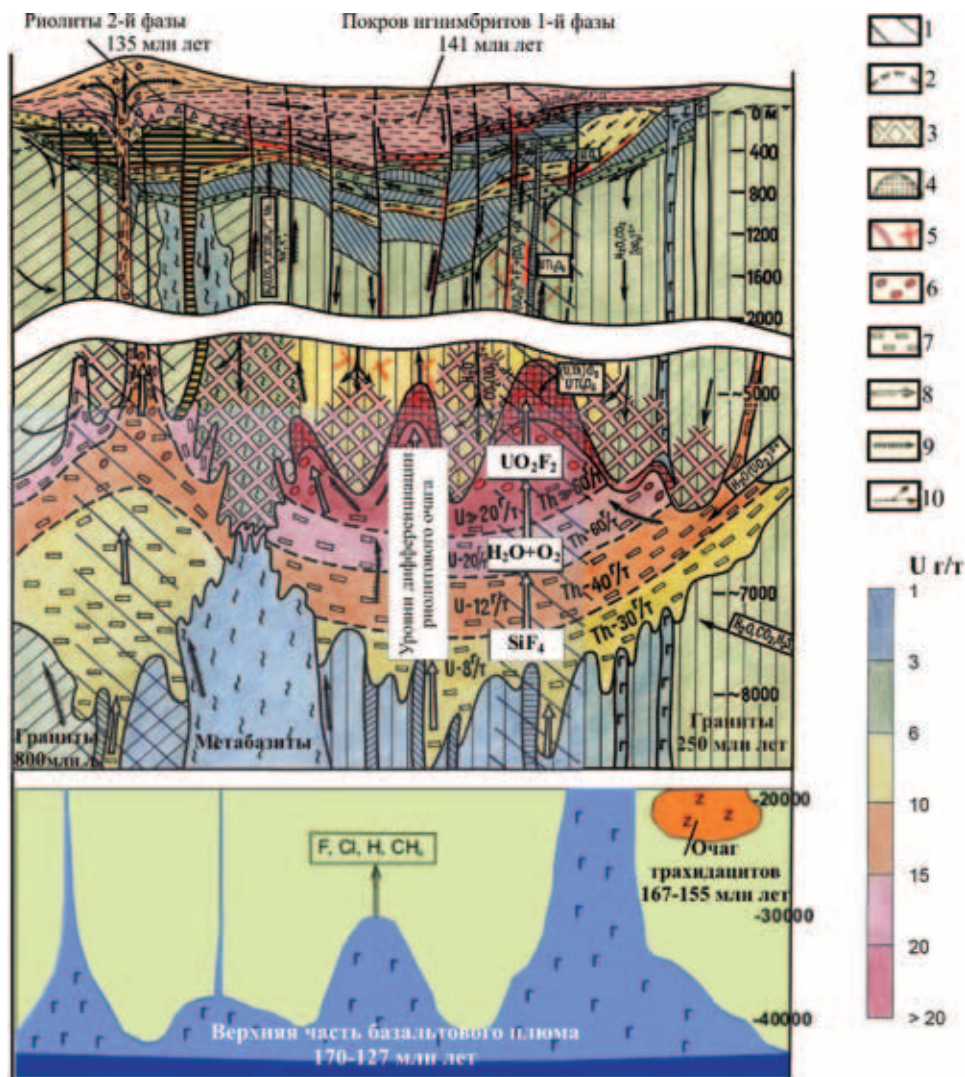 Риолиты 2-й фазы
135 млн лет
Покров игнимбритов 1-й фазы
141 млн лет
0 м
400
800
1200
1600
2000
~5000
UO₂F₂
U≥20г/т
Th≥60г/т
U-20г/т
Th-60г/т
H₂O+O₂
U-12г/т
Th-40г/т
7000
Th-30г/т
SiF₄
U-8г/т
Уровни дифференциации
риолитового очага
~8000
Граниты
800млн л
Метабазиты
Граниты
250 млн лет
-20000
F, Cl, H, CH₄
Очаг
трахидацитов
167-155 млн лет
-30000
-40000
Верхняя часть базальтового плюма
170-127 млн лет
1
2
3
4
5
6
7
8
9
10
U г/т
1
3
6
10
15
20
> 20